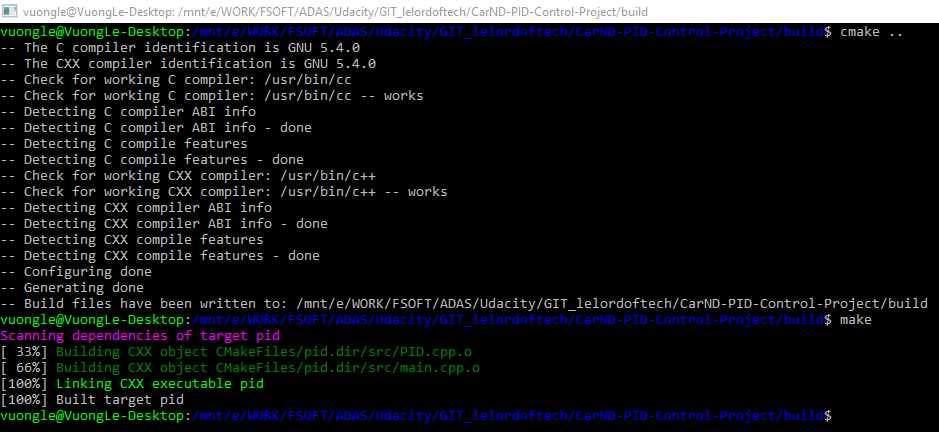 vuongle@VuongLe-Desktop: /mnt/e/WORK/FSOFT/ADAS/Udacity/GIT_lelordoftech/CarND-PID-Control-Project/build
vuongle@VuongLe-Desktop:/mnt/e/WORK/FSOFT/ADAS/Udacity/GIT_lelordoftech/CarND-PID-Control-Project/build$ cmake ..
-- The C compiler identification is GNU 5.4.0
-- The CXX compiler identification is GNU 5.4.0
-- Check for working C compiler: /usr/bin/cc
-- Check for working C compiler: /usr/bin/cc -- works
-- Detecting C compiler ABI info
-- Detecting C compiler ABI info - done
-- Detecting C compile features
-- Detecting C compile features - done
-- Check for working CXX compiler: /usr/bin/c++
-- Check for working CXX compiler: /usr/bin/c++ -- works
-- Detecting CXX compiler ABI info
-- Detecting CXX compiler ABI info - done
-- Detecting CXX compile features
-- Detecting CXX compile features - done
-- Configuring done
-- Generating done
-- Build files have been written to: /mnt/e/WORK/FSOFT/ADAS/Udacity/GIT_lelordoftech/CarND-PID-Control-Project/build
vuongle@VuongLe-Desktop:/mnt/e/WORK/FSOFT/ADAS/Udacity/GIT_lelordoftech/CarND-PID-Control-Project/build$ make
Scanning dependencies of target pid
[ 33%] Building CXX object CMakeFiles/pid.dir/src/PID.cpp.o
[ 66%] Building CXX object CMakeFiles/pid.dir/src/main.cpp.o
[100%] Linking CXX executable pid
[100%] Built target pid
vuongle@VuongLe-Desktop:/mnt/e/WORK/FSOFT/ADAS/Udacity/GIT_lelordoftech/CarND-PID-Control-Project/build$